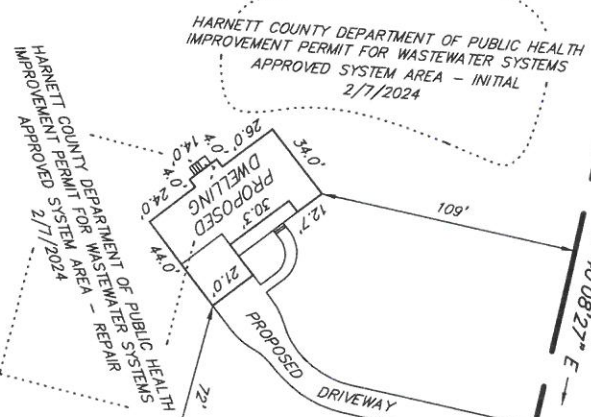 HARNETT COUNTY DEPARTMENT OF PUBLIC HEALTH
IMPROVEMENT PERMIT FOR WASTEWATER SYSTEMS
APPROVED SYSTEM AREA – INITIAL
2/7/2024
HARNETT COUNTY DEPARTMENT OF PUBLIC HEALTH
IMPROVEMENT PERMIT FOR WASTEWATER SYSTEMS
APPROVED SYSTEM AREA – REPAIR
2/7/2024
26.0'
4.0'
14.0'
4.0'
24.0'
34.0'
PROPOSED
DWELLING
30.3'
12.7'
44.0'
21.0'
109'
08'27" E
72'
PROPOSED
DRIVEWAY